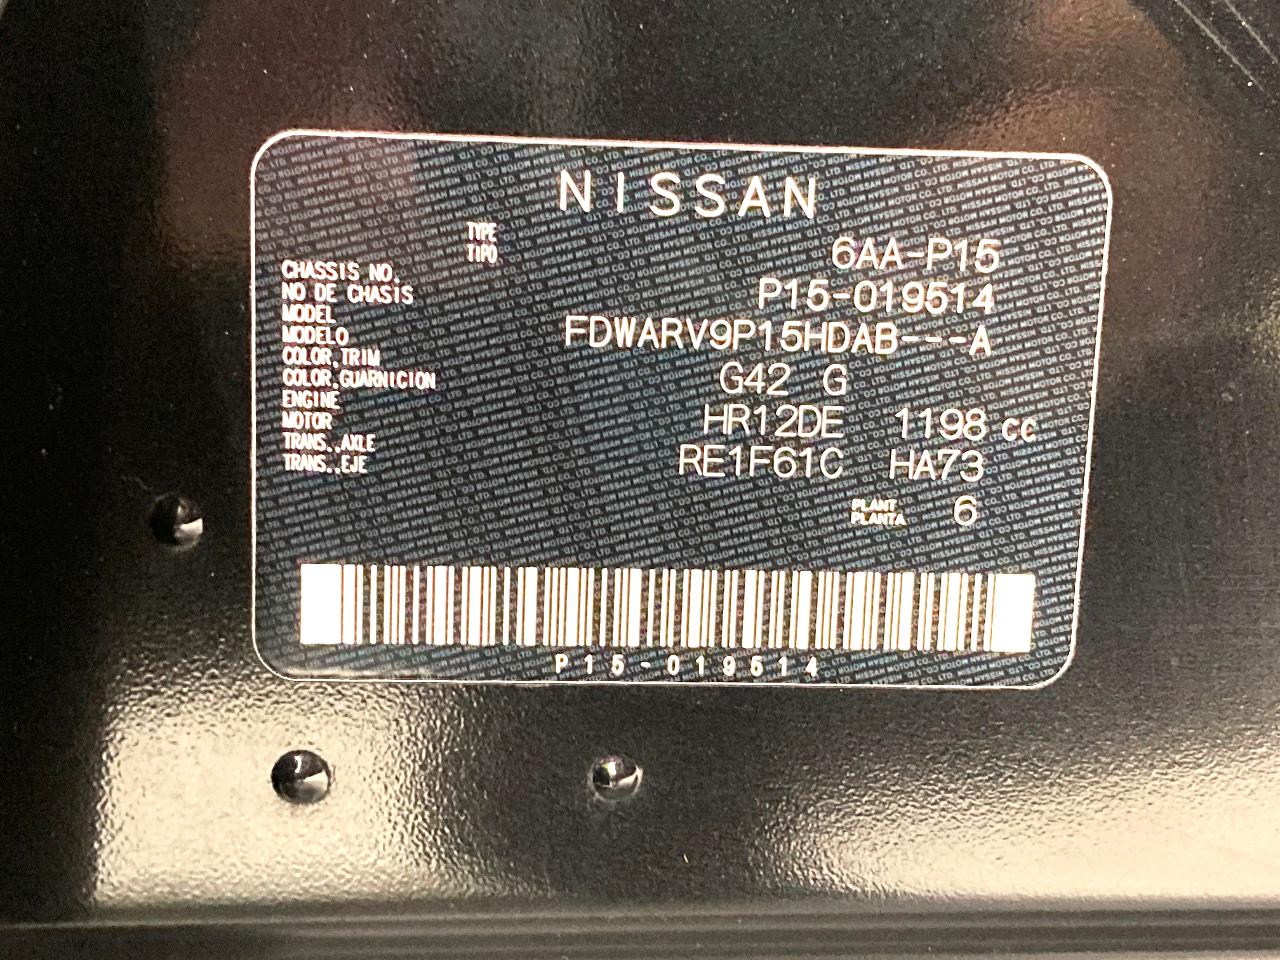 NISSAN
TYPE
TIPO 6AA-P15
CHASSIS NO.
NO DE CHASIS P15-019514
MODEL
MODELO FDWARV9P15HDAB---A
COLOR,TRIM
COLOR,GUARNICION G42 G
ENGINE
MOTOR HR12DE 1198 cc
TRANS.,AXLE
TRANS.,EJE RE1F61C HA73
PLANT
PLANTA 6
P15-019514